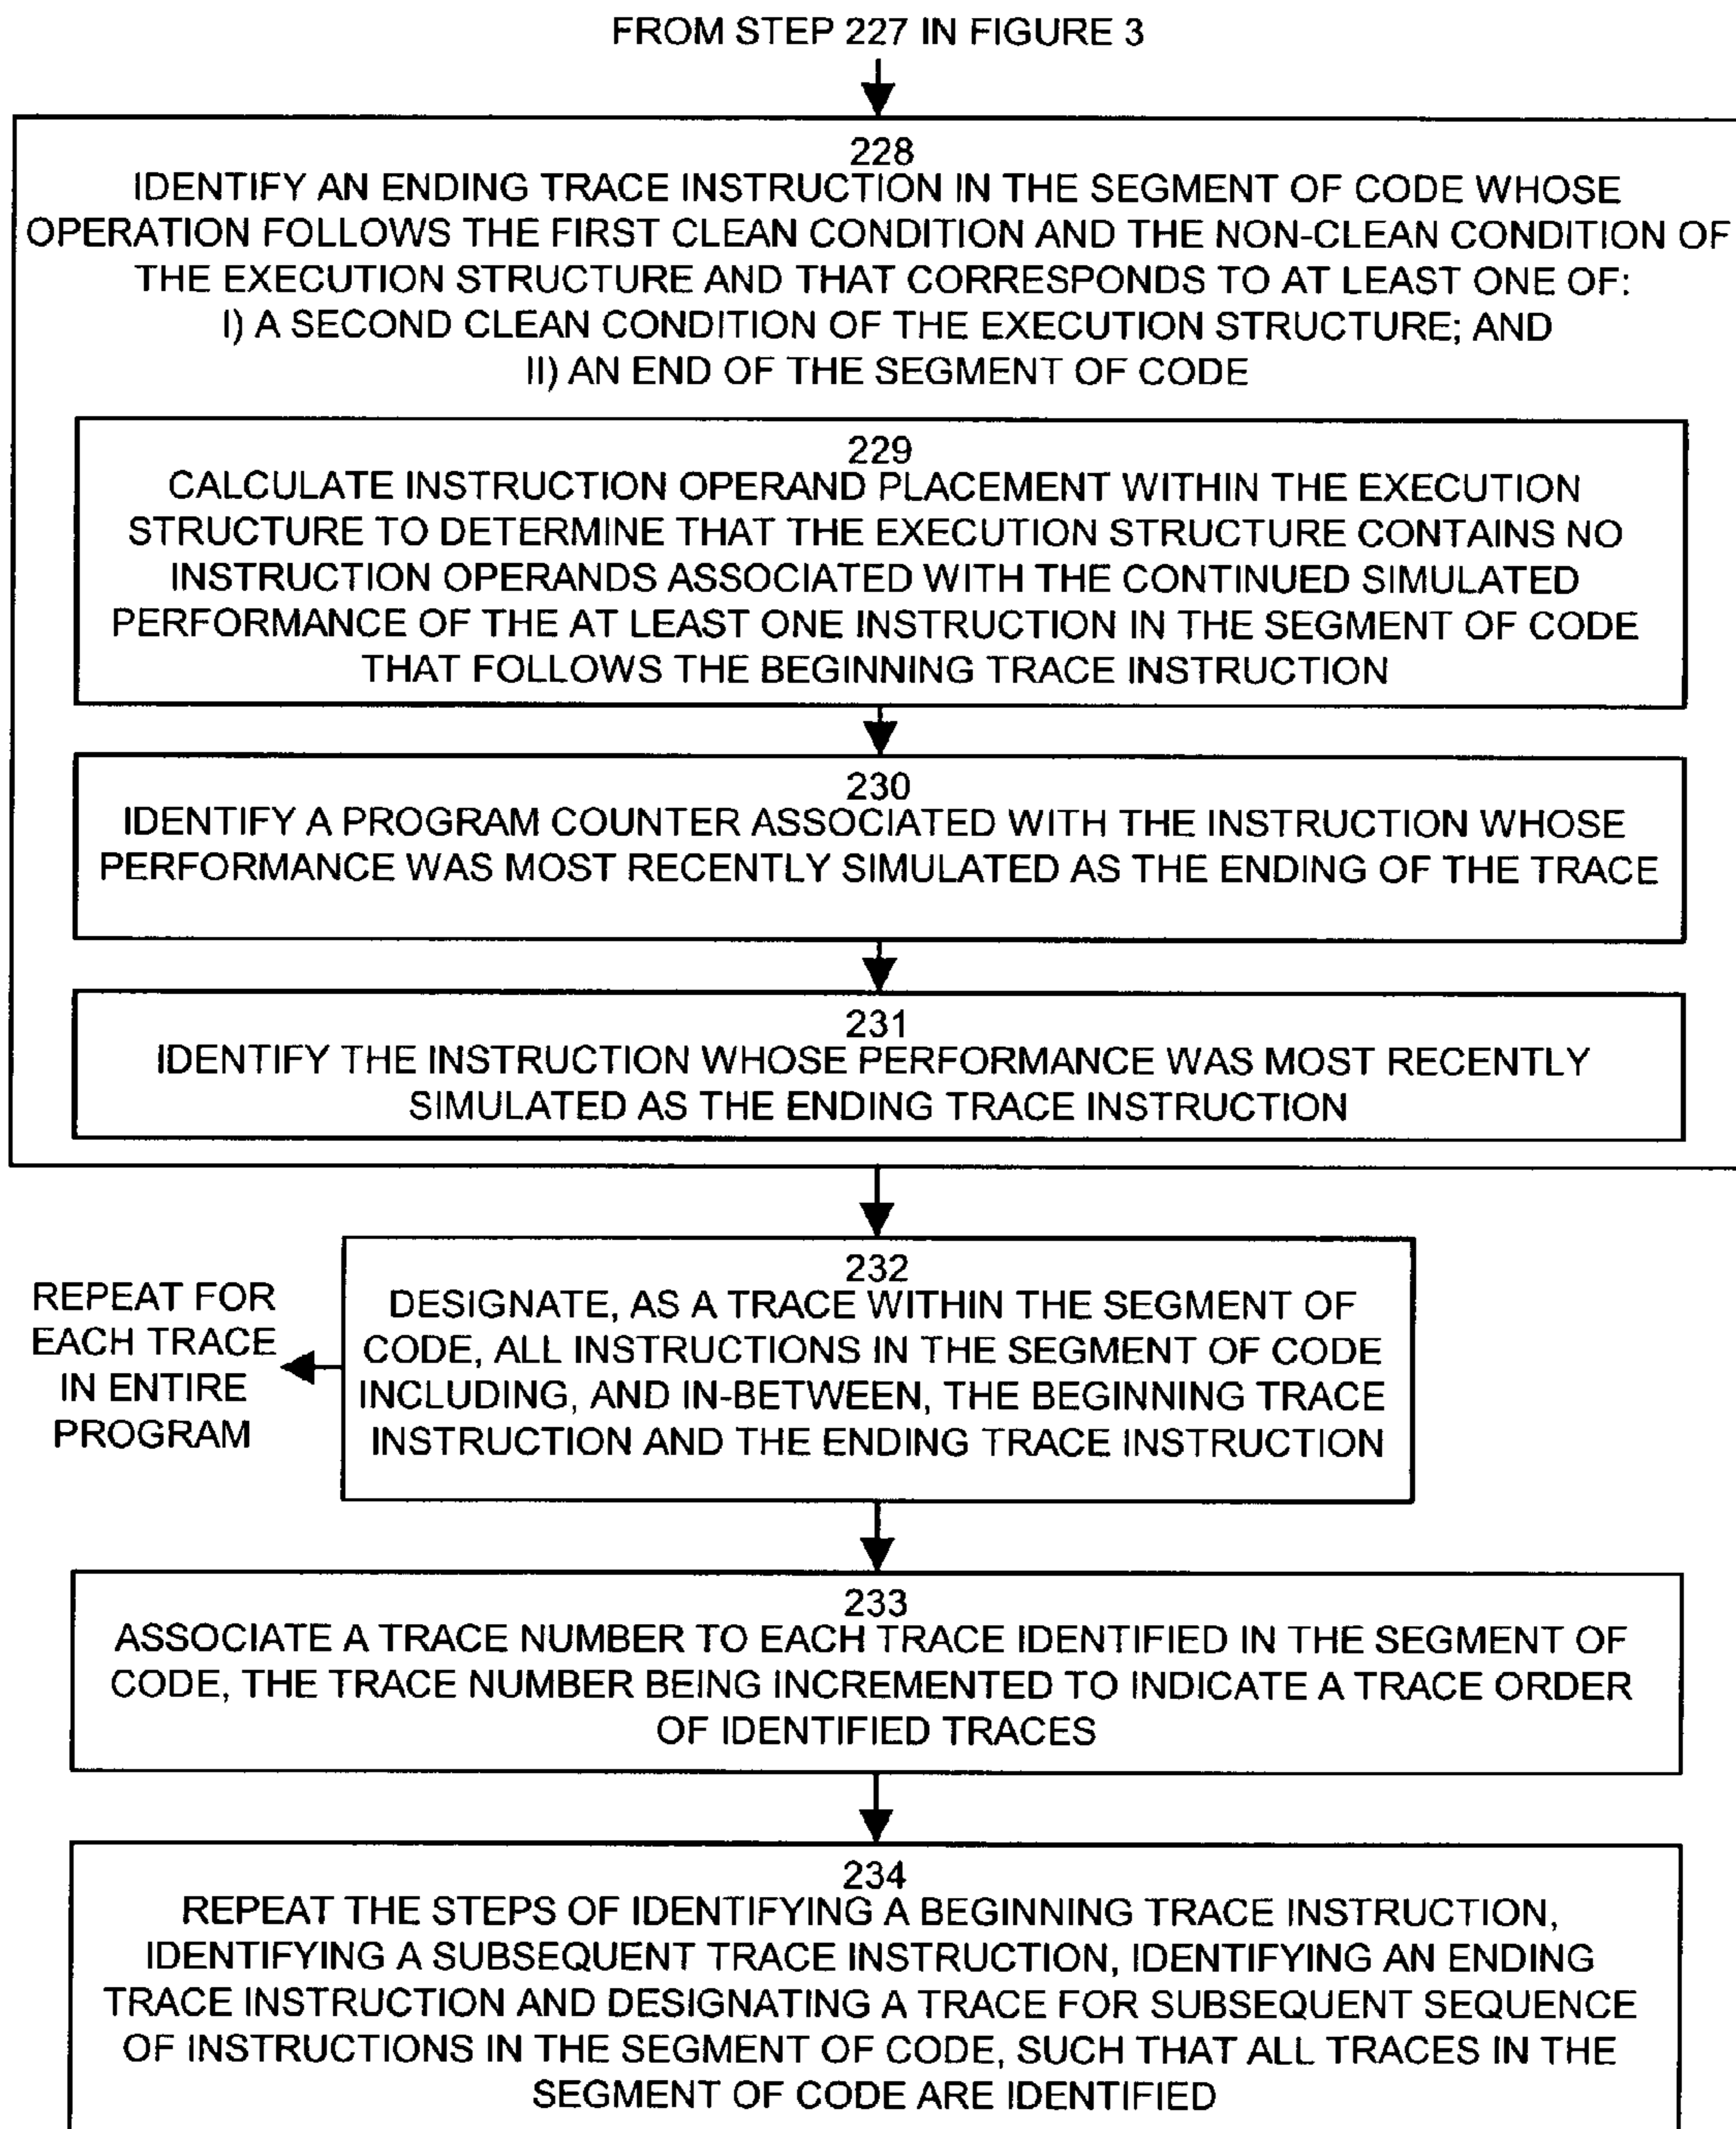 FROM STEP 227 IN FIGURE 3
228
IDENTIFY AN ENDING TRACE INSTRUCTION IN THE SEGMENT OF CODE WHOSE
OPERATION FOLLOWS THE FIRST CLEAN CONDITION AND THE NON-CLEAN CONDITION OF
THE EXECUTION STRUCTURE AND THAT CORRESPONDS TO AT LEAST ONE OF:
I) A SECOND CLEAN CONDITION OF THE EXECUTION STRUCTURE; AND
II) AN END OF THE SEGMENT OF CODE
229
CALCULATE INSTRUCTION OPERAND PLACEMENT WITHIN THE EXECUTION
STRUCTURE TO DETERMINE THAT THE EXECUTION STRUCTURE CONTAINS NO
INSTRUCTION OPERANDS ASSOCIATED WITH THE CONTINUED SIMULATED
PERFORMANCE OF THE AT LEAST ONE INSTRUCTION IN THE SEGMENT OF CODE
THAT FOLLOWS THE BEGINNING TRACE INSTRUCTION
230
IDENTIFY A PROGRAM COUNTER ASSOCIATED WITH THE INSTRUCTION WHOSE
PERFORMANCE WAS MOST RECENTLY SIMULATED AS THE ENDING OF THE TRACE
231
IDENTIFY THE INSTRUCTION WHOSE PERFORMANCE WAS MOST RECENTLY
SIMULATED AS THE ENDING TRACE INSTRUCTION
REPEAT FOR
EACH TRACE
IN ENTIRE
PROGRAM
232
DESIGNATE, AS A TRACE WITHIN THE SEGMENT OF
CODE, ALL INSTRUCTIONS IN THE SEGMENT OF CODE
INCLUDING, AND IN-BETWEEN, THE BEGINNING TRACE
INSTRUCTION AND THE ENDING TRACE INSTRUCTION
233
ASSOCIATE A TRACE NUMBER TO EACH TRACE IDENTIFIED IN THE SEGMENT OF
CODE, THE TRACE NUMBER BEING INCREMENTED TO INDICATE A TRACE ORDER
OF IDENTIFIED TRACES
234
REPEAT THE STEPS OF IDENTIFYING A BEGINNING TRACE INSTRUCTION,
IDENTIFYING A SUBSEQUENT TRACE INSTRUCTION, IDENTIFYING AN ENDING
TRACE INSTRUCTION AND DESIGNATING A TRACE FOR SUBSEQUENT SEQUENCE
OF INSTRUCTIONS IN THE SEGMENT OF CODE, SUCH THAT ALL TRACES IN THE
SEGMENT OF CODE ARE IDENTIFIED